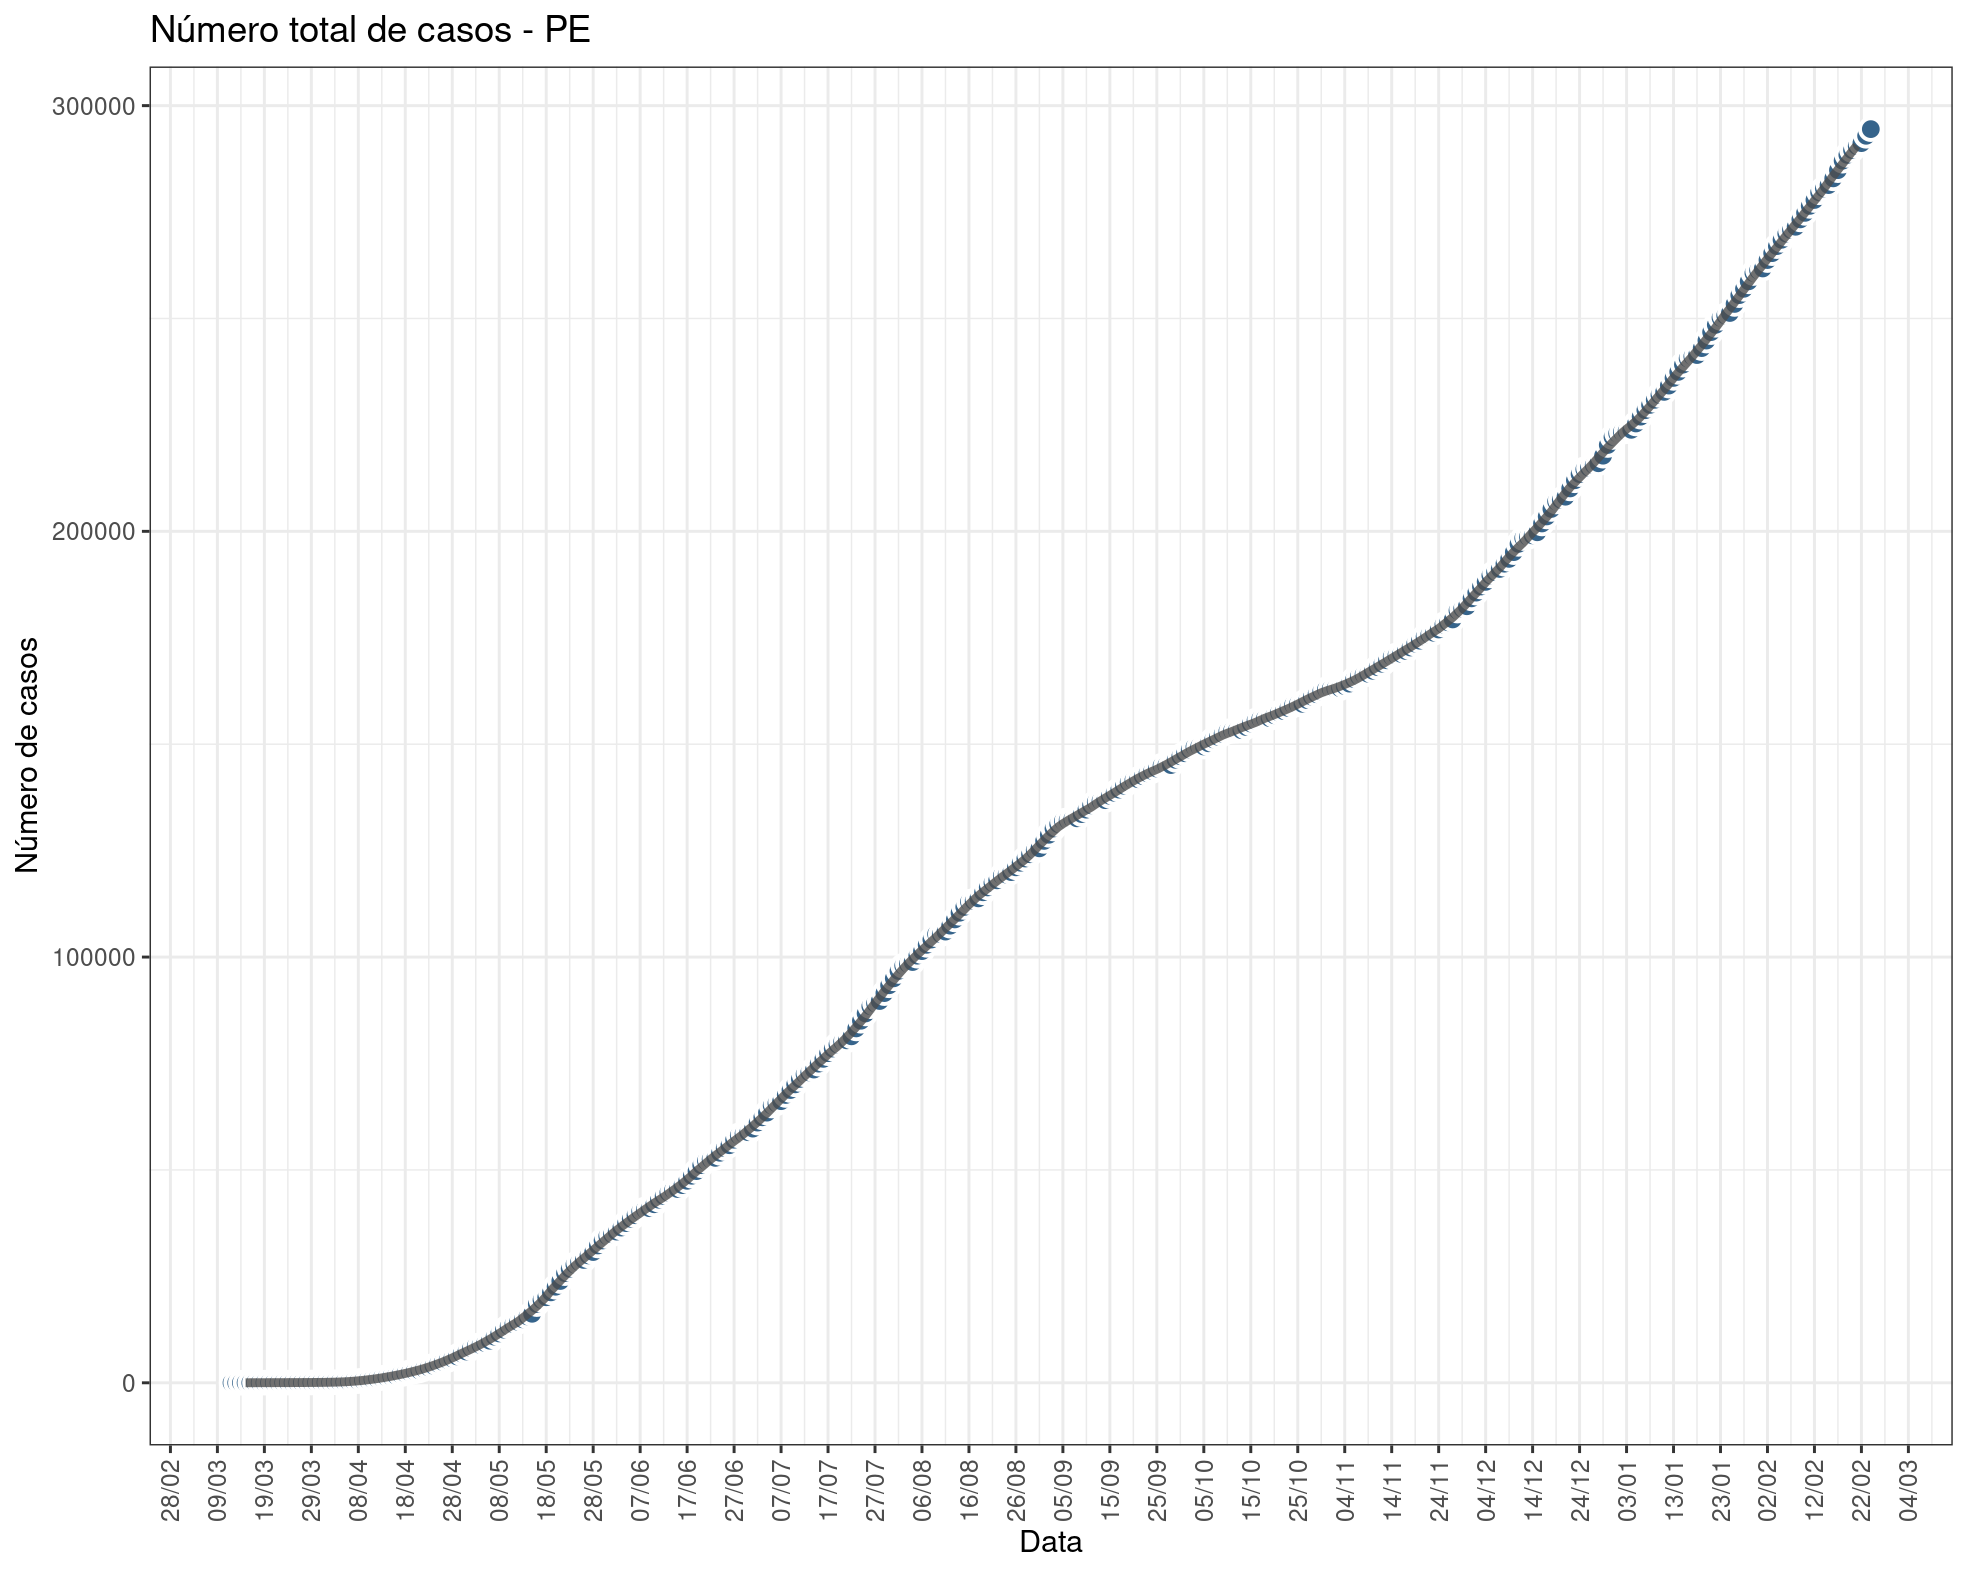 Número total de casos - PE
300000
200000
100000
0
Número de casos
28/02 09/03 19/03 29/03 08/04 18/04 28/04 08/05 18/05 28/05 07/06 17/06 27/06 07/07 17/07 27/07 06/08 16/08 26/08 05/09 15/09 25/09 05/10 15/10 25/10 04/11 14/11 24/11 04/12 14/12 24/12 03/01 13/01 23/01 02/02 12/02 22/02 04/03
Data